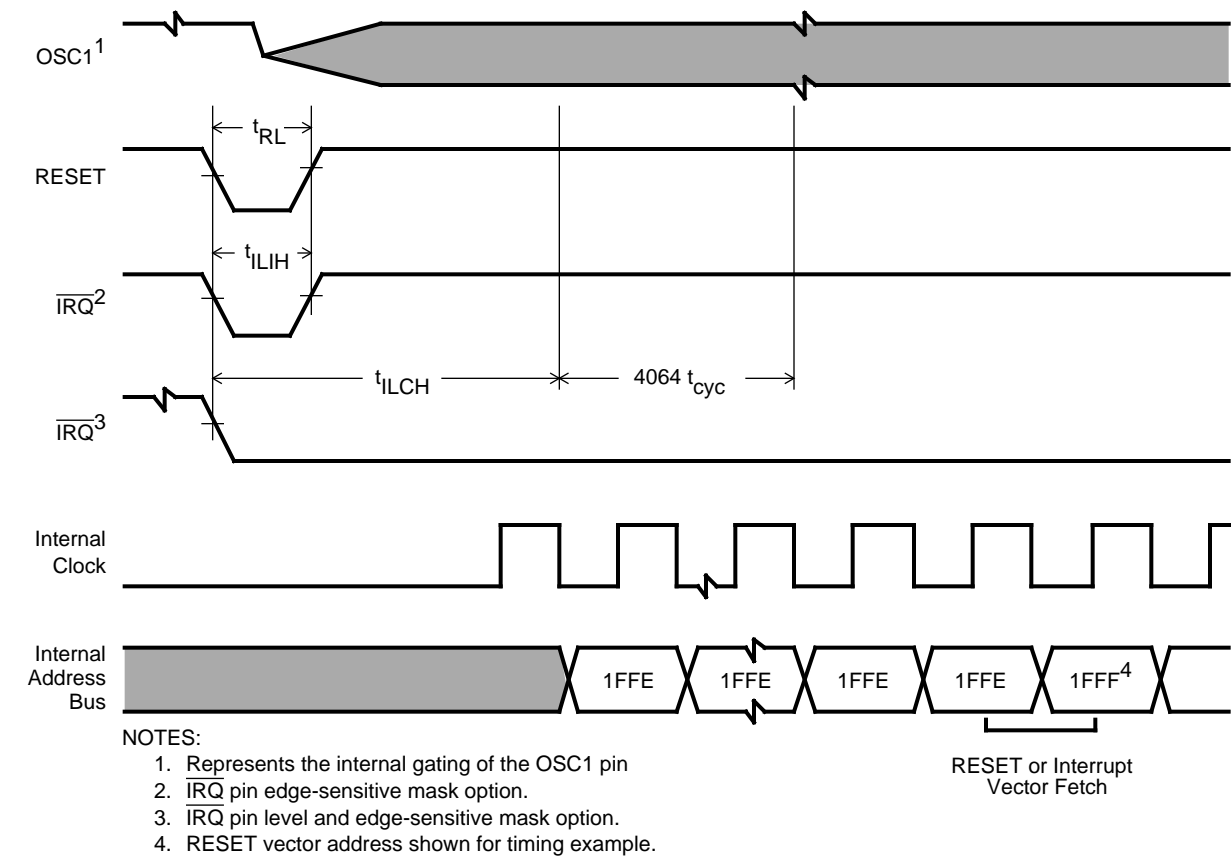 OSC1¹
t_RL
RESET
t_ILIH
IRQ²
t_ILCH
4064 t_cyc
IRQ³
Internal
Clock
Internal
Address
Bus
1FFE
1FFE
1FFE
1FFE
1FFF⁴
NOTES:
1. Represents the internal gating of the OSC1 pin
2. IRQ pin edge-sensitive mask option.
3. IRQ pin level and edge-sensitive mask option.
4. RESET vector address shown for timing example.
RESET or Interrupt
Vector Fetch